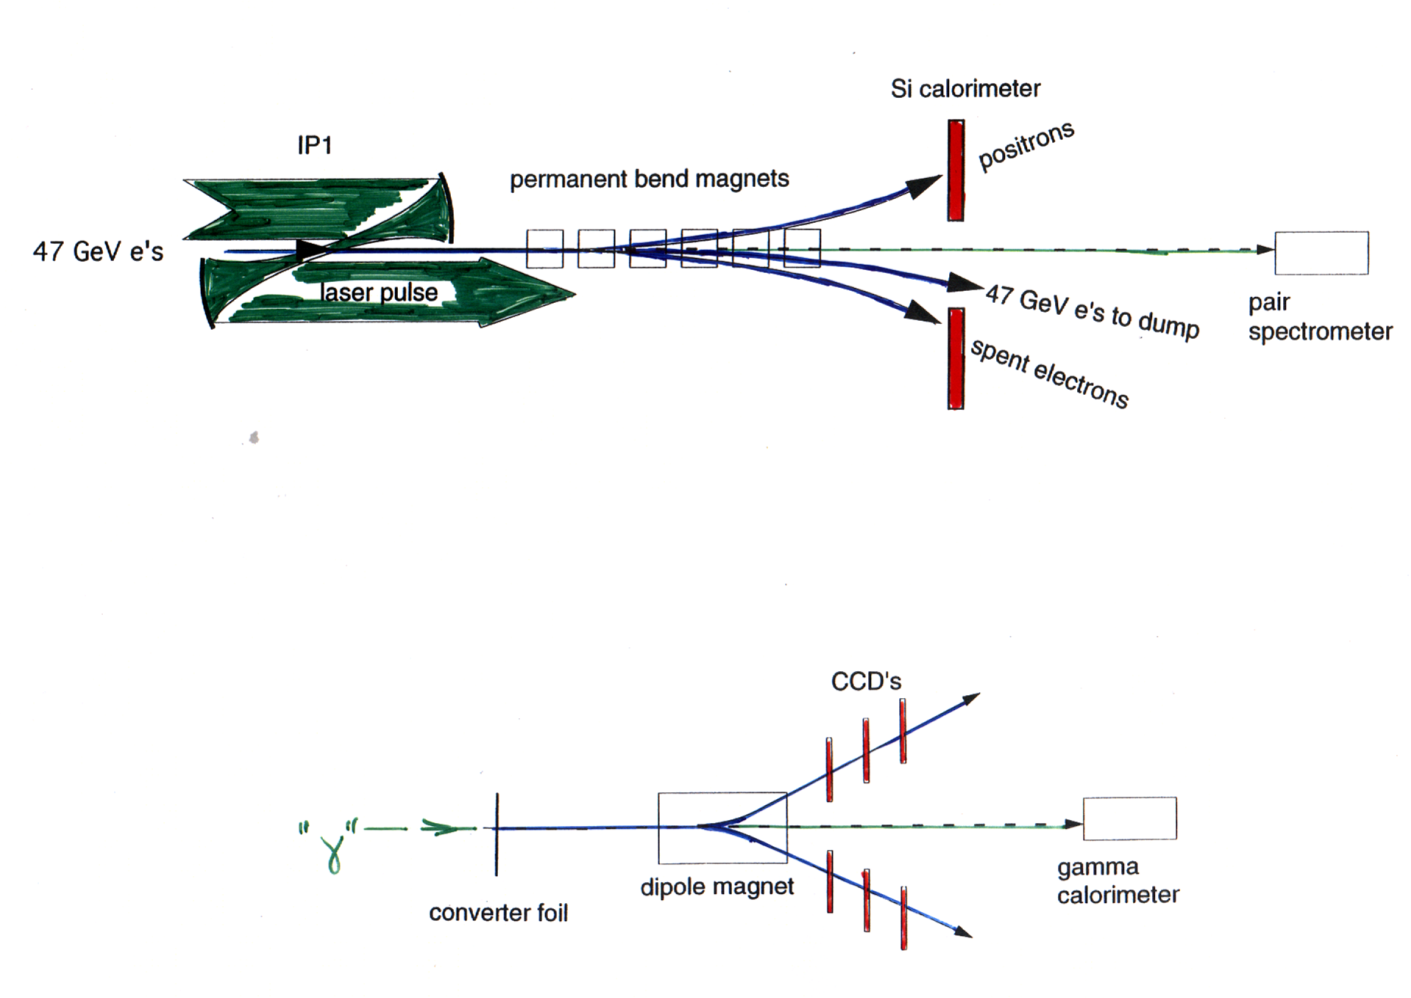 Si calorimeter
IP1
positrons
permanent bend magnets
47 GeV e's
laser pulse
47 GeV e's to dump
pair
spectrometer
spent electrons
CCD's
"γ"
dipole magnet
gamma
calorimeter
converter foil